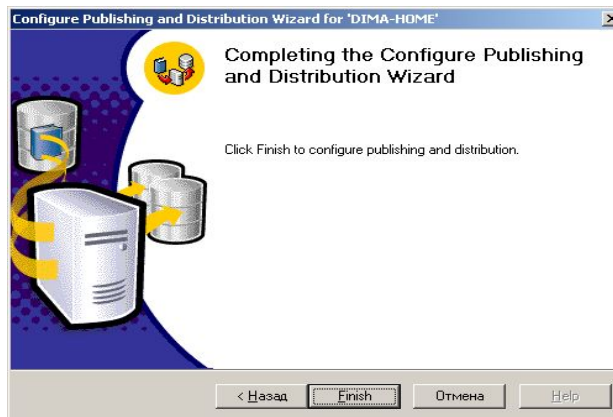 Configure Publishing and Distribution Wizard for 'DIMA-HOME'
Completing the Configure Publishing
and Distribution Wizard
Click Finish to configure publishing and distribution.
< Назад
Finish
Отмена
Help